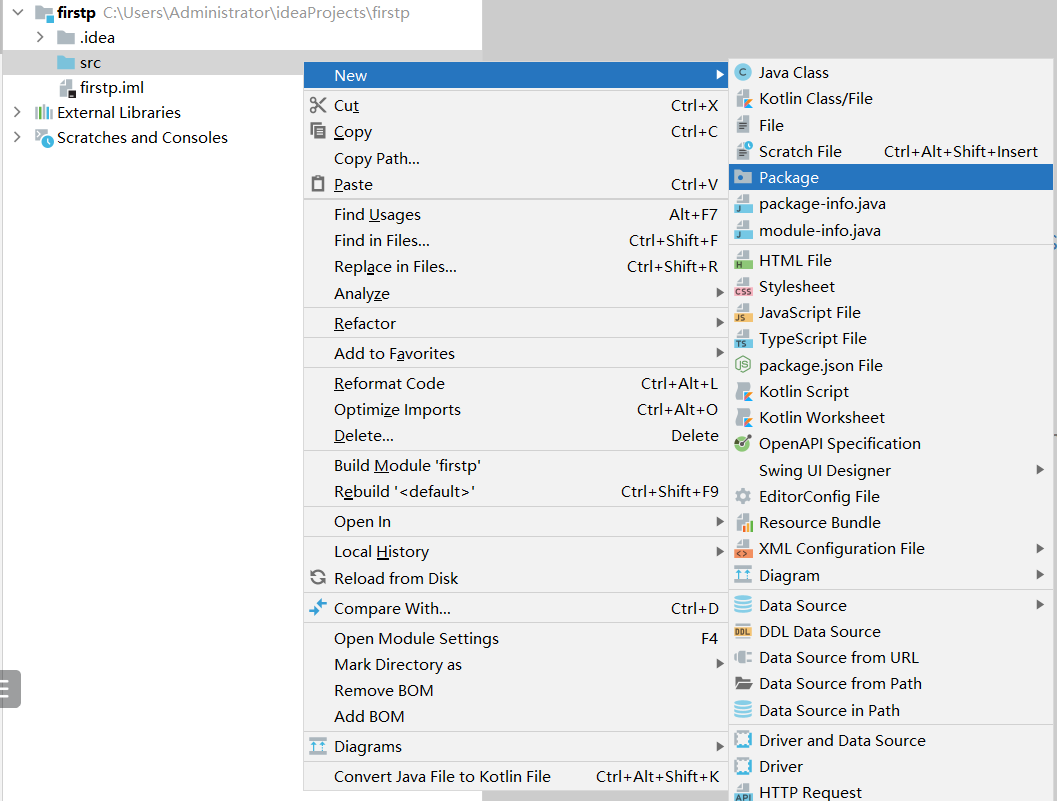 firstp C:\Users\Administrator\ideaProjects\firstp
.idea
src
firstp.iml
External Libraries
Scratches and Consoles
New
Cut Ctrl+X
Copy Ctrl+C
Copy Path...
Paste Ctrl+V
Find Usages Alt+F7
Find in Files... Ctrl+Shift+F
Replace in Files... Ctrl+Shift+R
Analyze
Refactor
Add to Favorites
Reformat Code Ctrl+Alt+L
Optimize Imports Ctrl+Alt+O
Delete... Delete
Build Module 'firstp'
Rebuild '<default>' Ctrl+Shift+F9
Open In
Local History
Reload from Disk
Compare With... Ctrl+D
Open Module Settings F4
Mark Directory as
Remove BOM
Add BOM
Diagrams
Convert Java File to Kotlin File Ctrl+Alt+Shift+K
C Java Class
Kotlin Class/File
File
Scratch File Ctrl+Alt+Shift+Insert
Package
J package-info.java
J module-info.java
H HTML File
CSS Stylesheet
JS JavaScript File
TS TypeScript File
JS package.json File
Kotlin Script
Kotlin Worksheet
OpenAPI Specification
Swing UI Designer
EditorConfig File
Resource Bundle
<> XML Configuration File
Diagram
Data Source
DDL DDL Data Source
Data Source from URL
Data Source from Path
Data Source in Path
Driver and Data Source
Driver
API HTTP Request